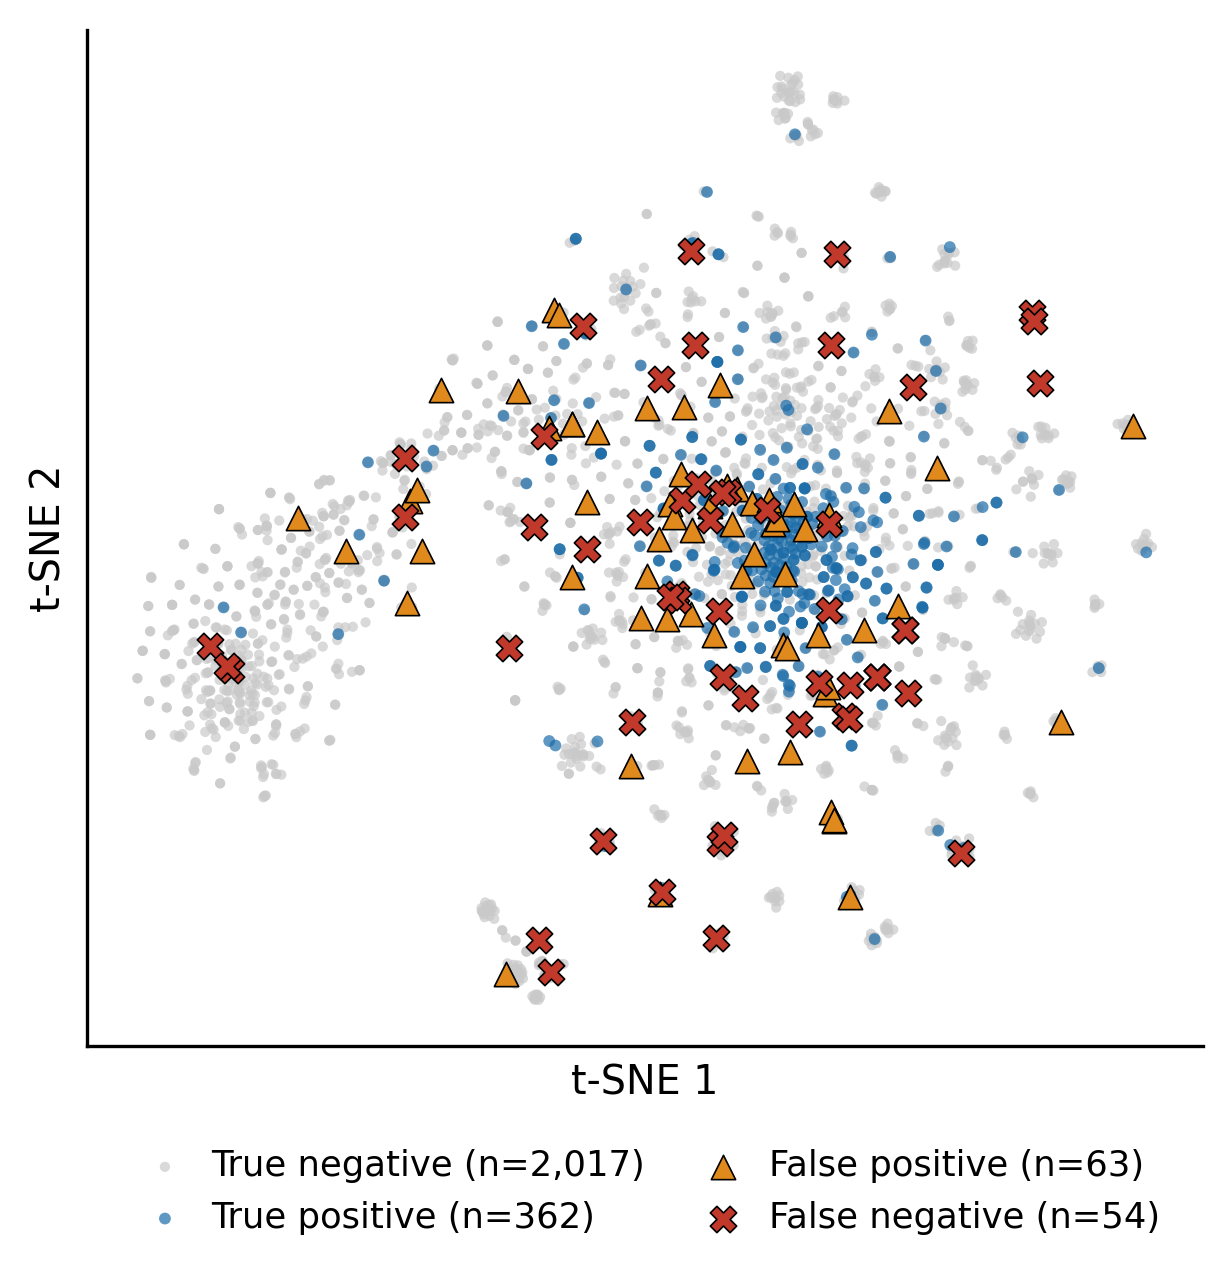 t-SNE 2
t-SNE 1
True negative (n=2,017)
True positive (n=362)
False positive (n=63)
False negative (n=54)